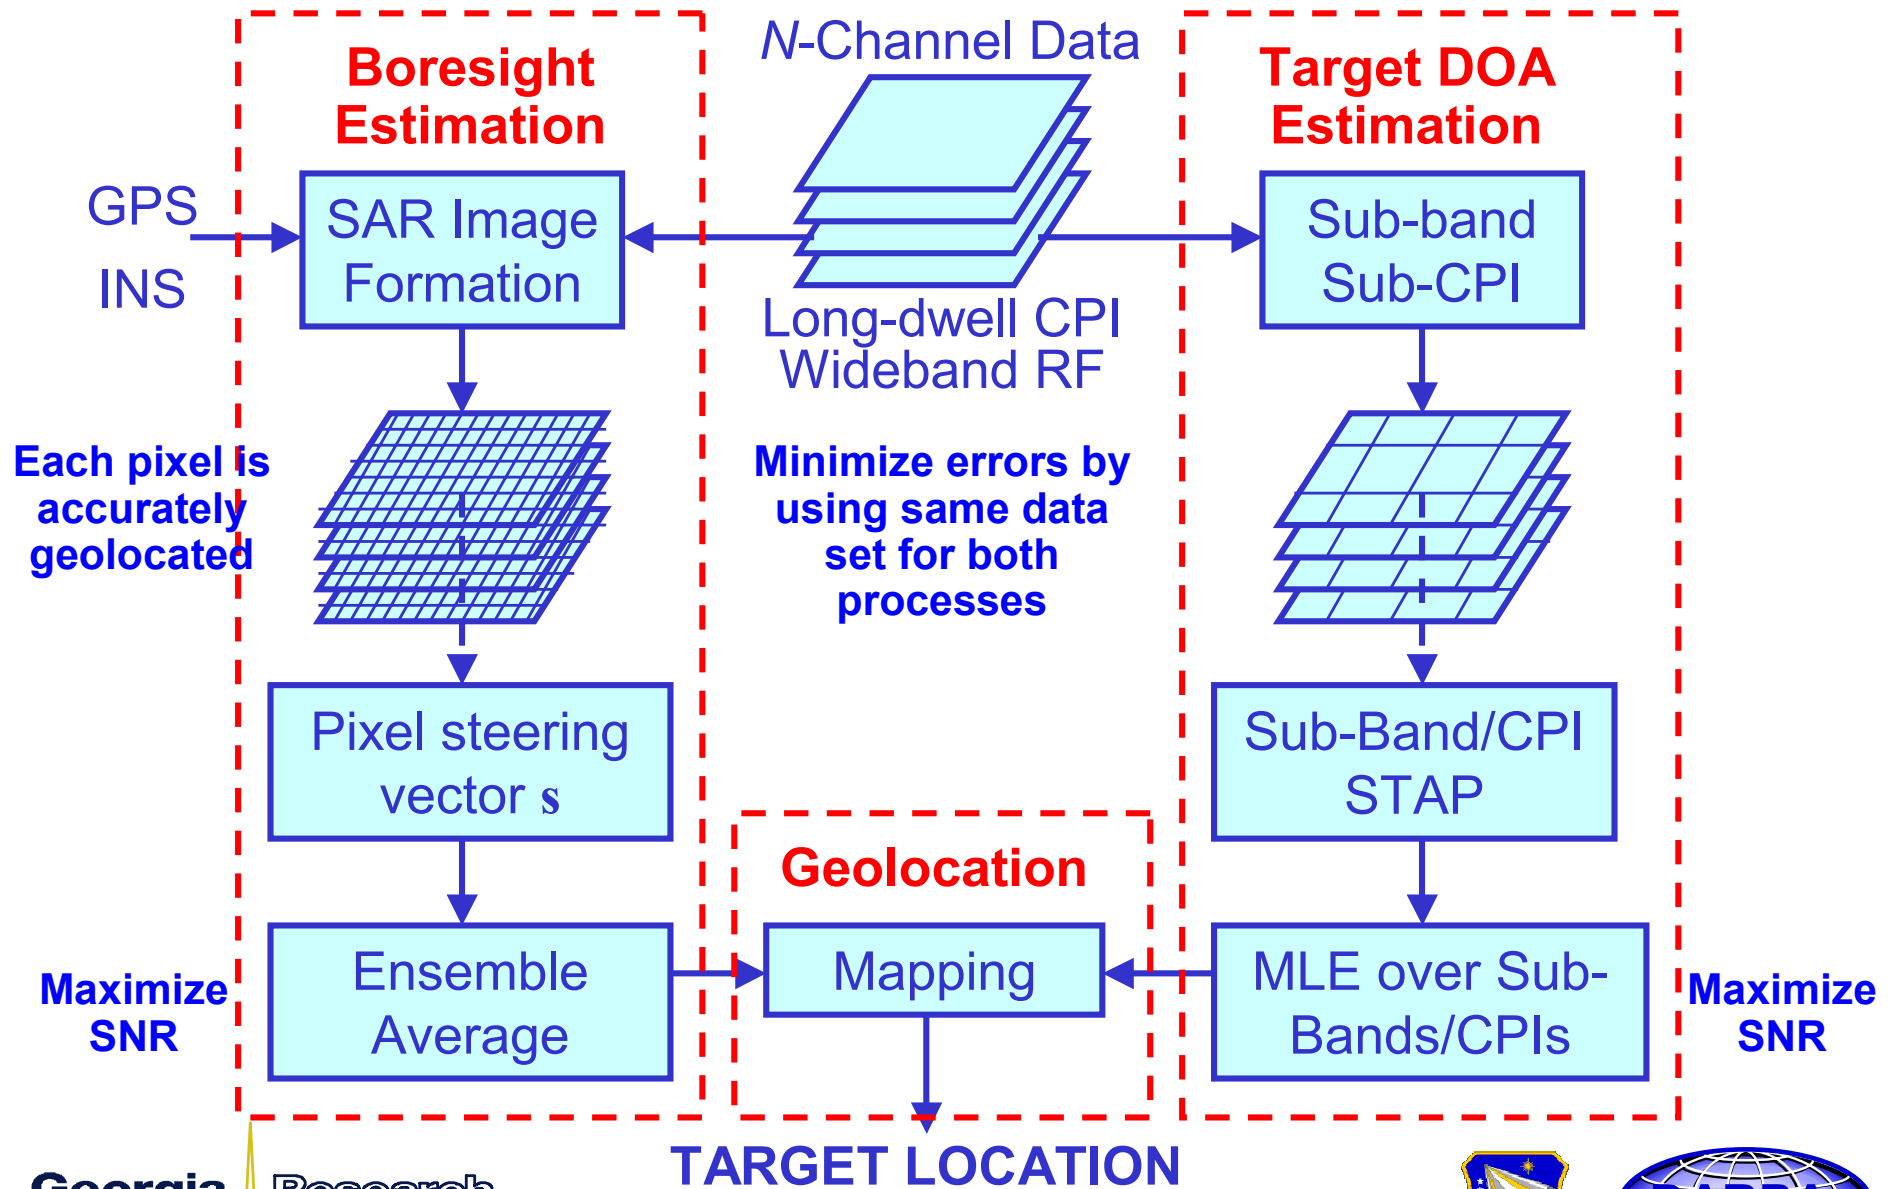 N-Channel Data
Boresight
Estimation
Target DOA
Estimation
GPS
INS
SAR Image
Formation
Sub-band
Sub-CPI
Long-dwell CPI
Wideband RF
Each pixel is
accurately
geolocated
Minimize errors by
using same data
set for both
processes
Pixel steering
vector s
Sub-Band/CPI
STAP
Geolocation
Maximize
SNR
Ensemble
Average
Mapping
MLE over Sub-
Bands/CPIs
Maximize
SNR
TARGET LOCATION
Georgia Research
DARPA